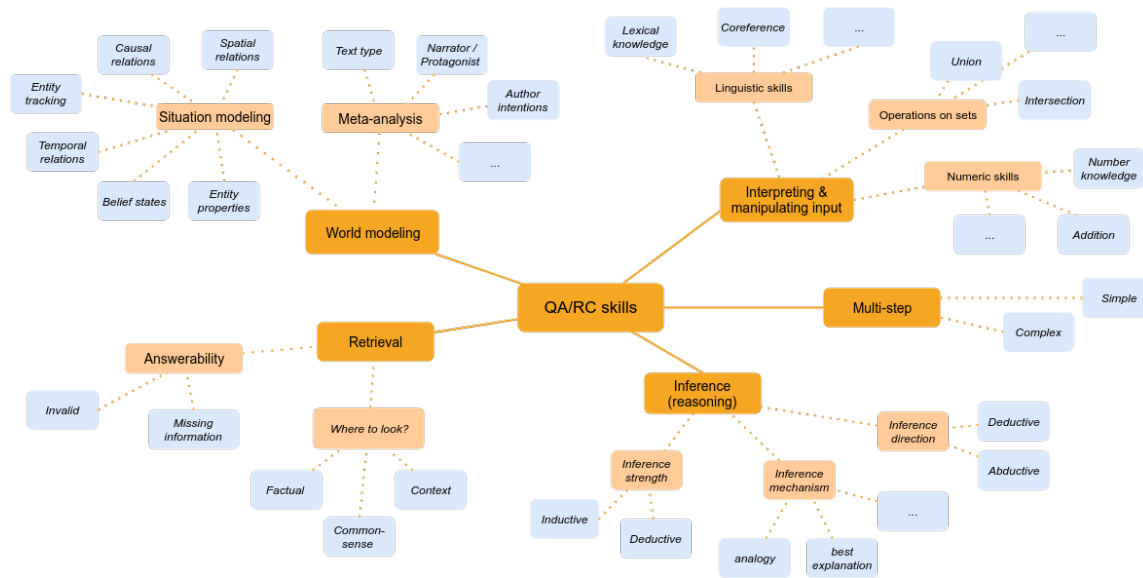 Causal
relations
Spatial
relations
Entity
tracking
Situation modeling
Temporal
relations
Belief states
Entity
properties
Text type
Narrator /
Protagonist
Author
intentions
Meta-analysis
...
World modeling
Lexical
knowledge
Coreference
...
Linguistic skills
...
Union
Intersection
Operations on sets
Interpreting &
manipulating input
Numeric skills
Number
knowledge
...
Addition
QA/RC skills
Multi-step
Simple
Complex
Retrieval
Answerability
Invalid
Missing
information
Where to look?
Factual
Context
Common-
sense
Inference
(reasoning)
Inference
direction
Deductive
Abductive
Inference
strength
Inductive
Deductive
Inference
mechanism
...
analogy
best
explanation